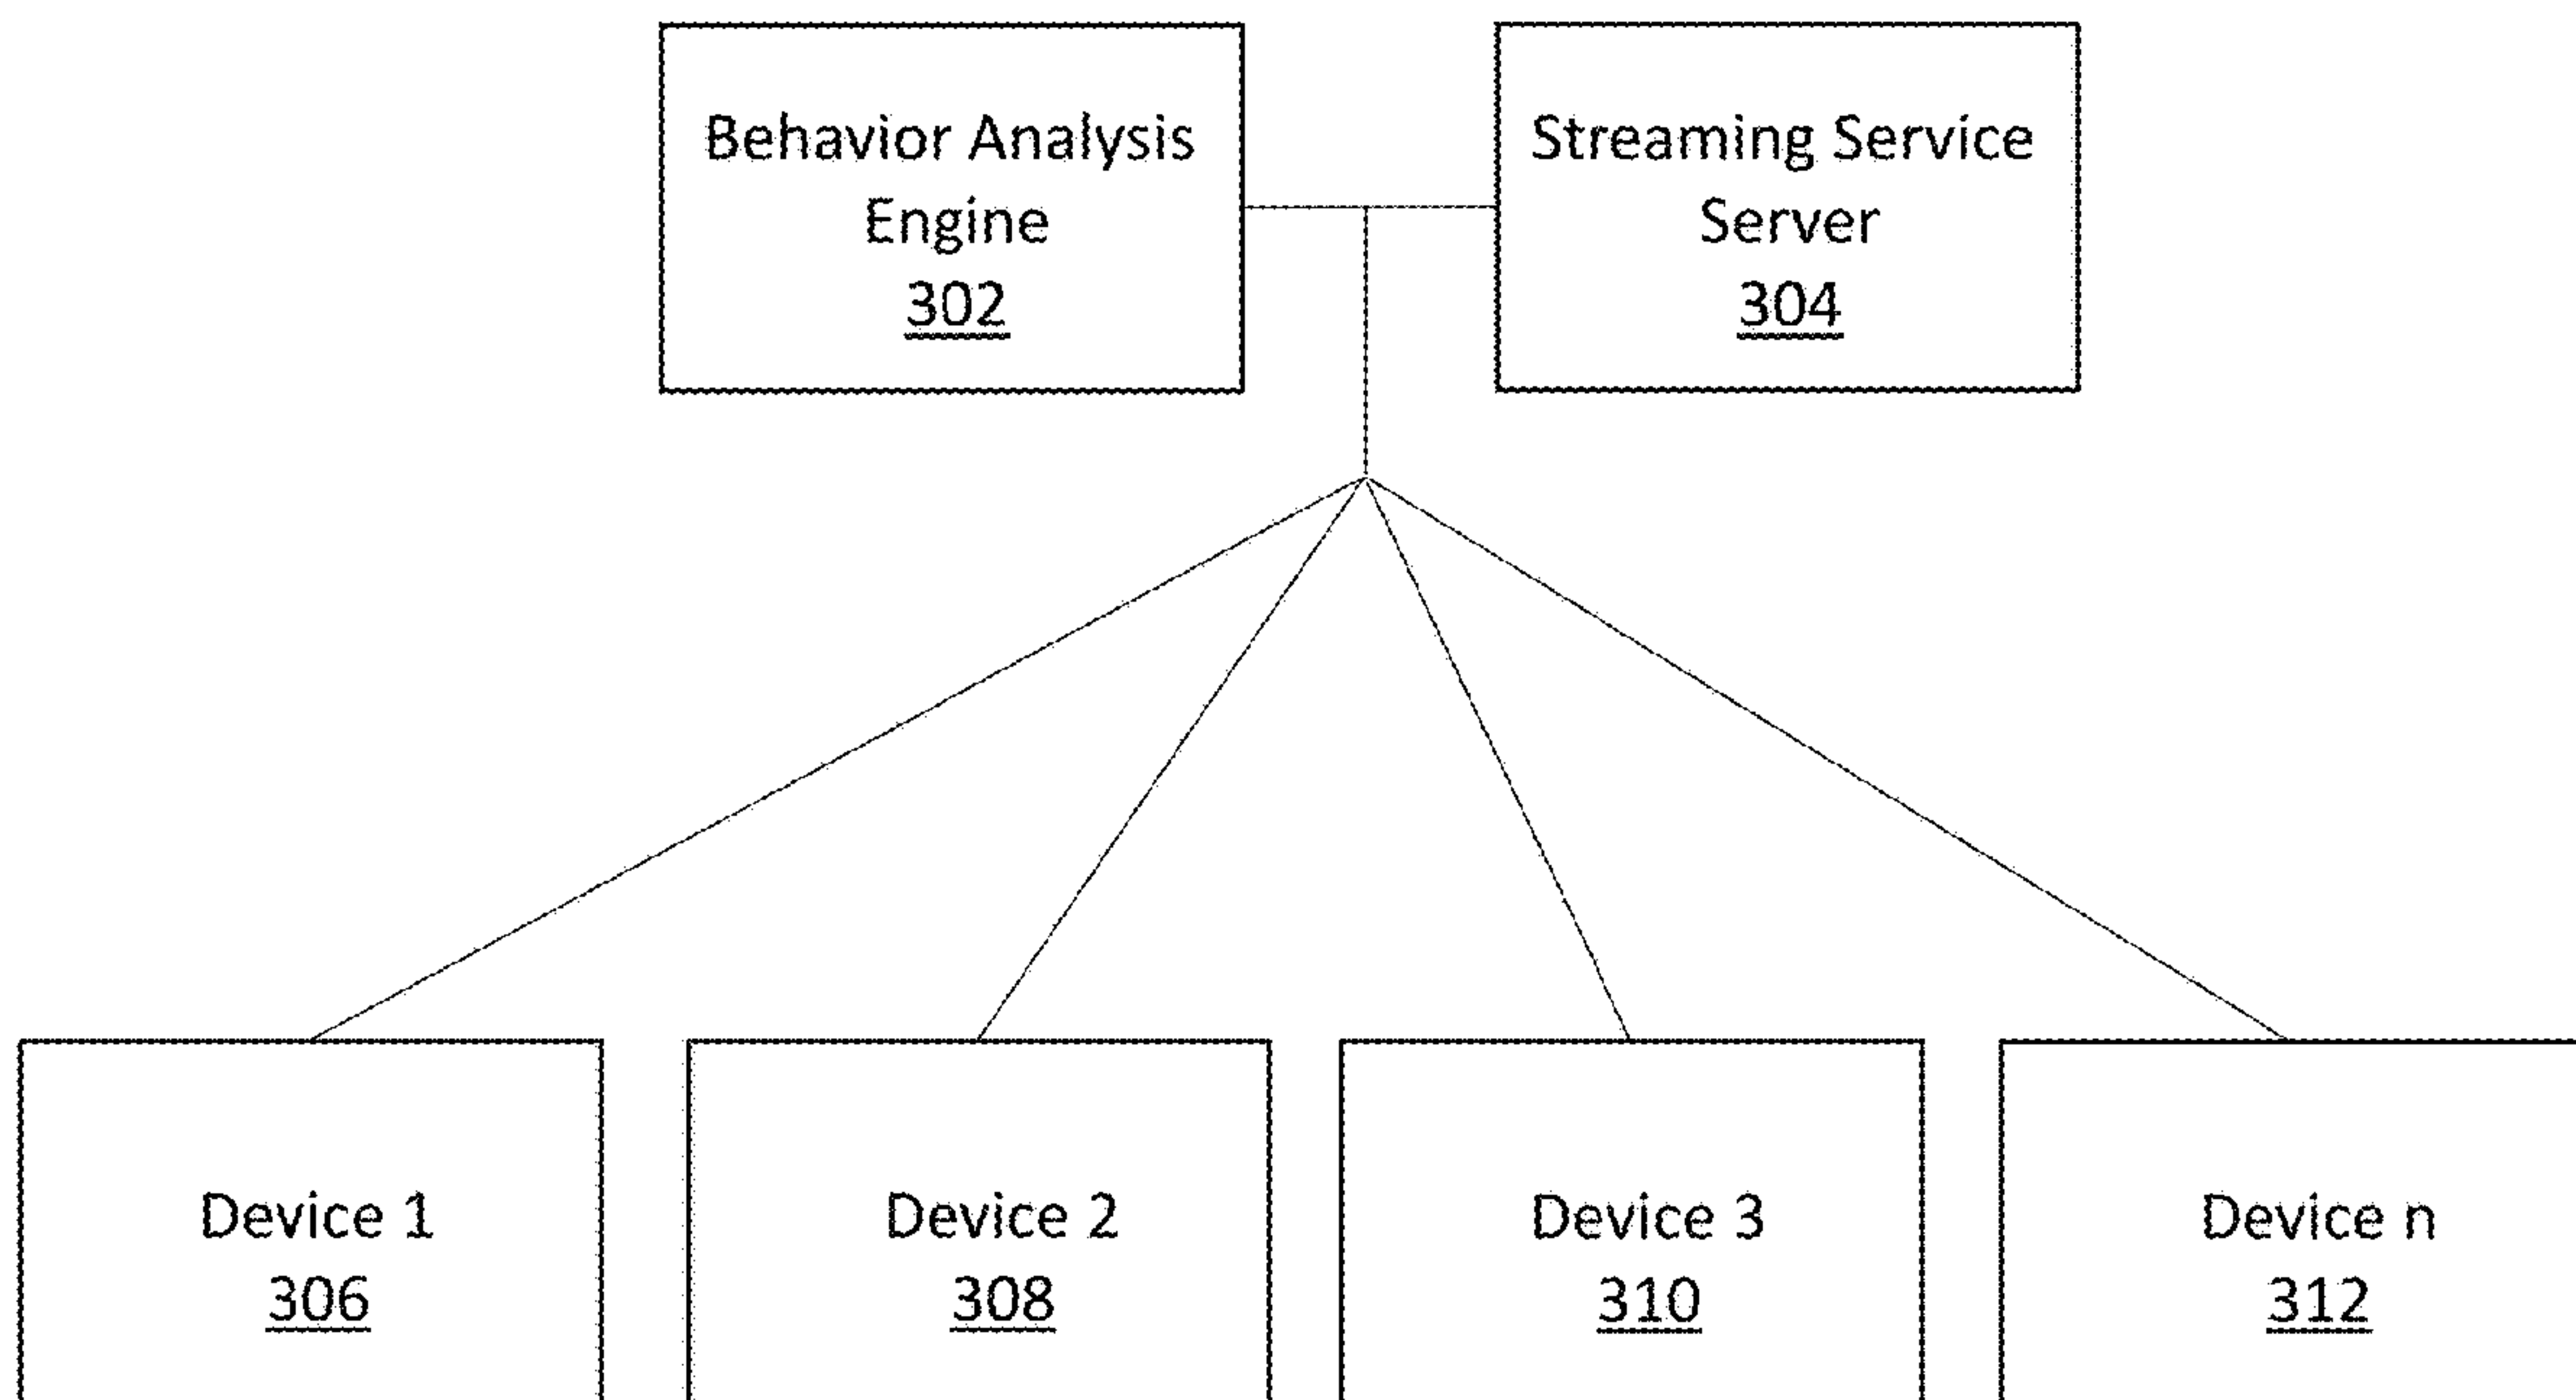 Behavior Analysis
Engine
302
Streaming Service
Server
304
Device 1
306
Device 2
308
Device 3
310
Device n
312